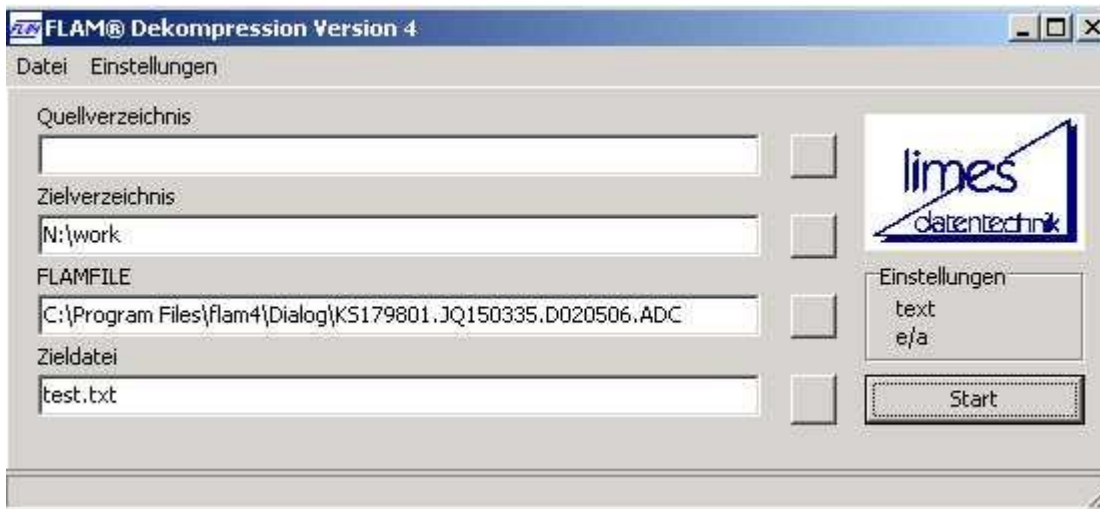 FLAM
FLAM® Dekompression Version 4
Datei Einstellungen
Quellverzeichnis
Zielverzeichnis
N:\work
FLAMFILE
C:\Program Files\flam4\Dialog\KS179801.JQ150335.D020506.ADC
Zieldatei
test.txt
limes
datentechnik
Einstellungen
text
e/a
Start